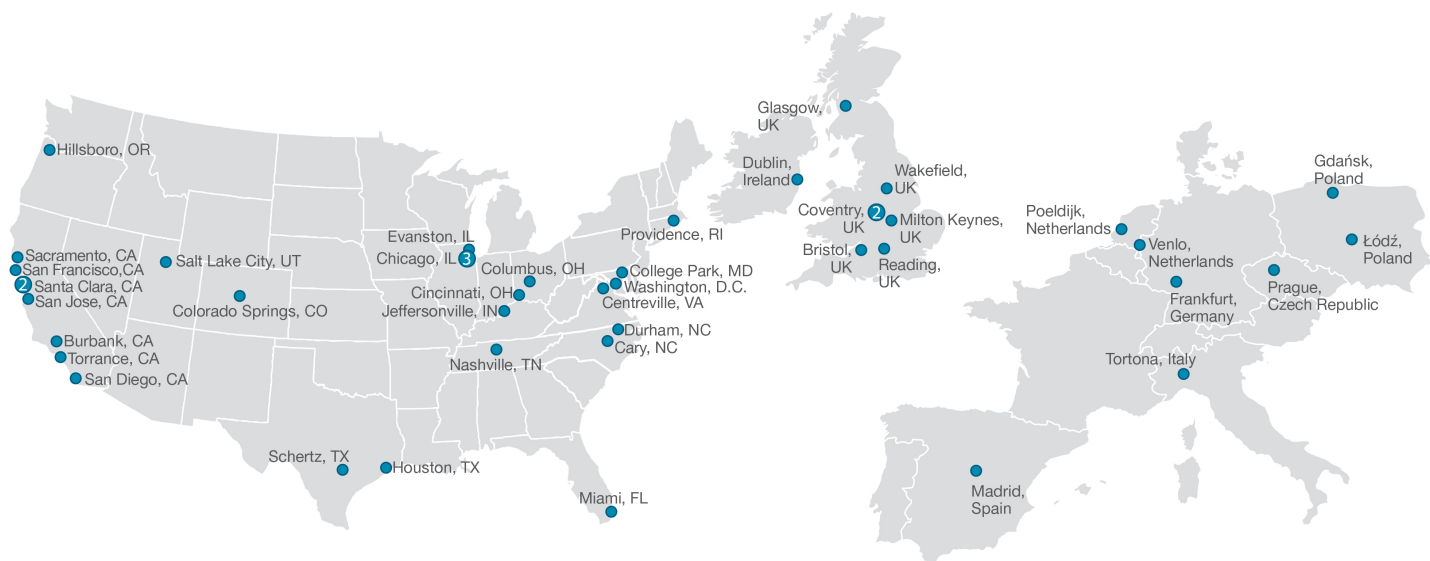 Hillsboro, OR
Sacramento, CA
San Francisco,CA
2
Santa Clara, CA
San Jose, CA
Burbank, CA
Torrance, CA
San Diego, CA
Salt Lake City, UT
Colorado Springs, CO
Schertz, TX
Houston, TX
Evanston, IL
Chicago, IL
3
Columbus, OH
Cincinnati, OH
Jeffersonville, IN
Nashville, TN
Providence, RI
College Park, MD
Washington, D.C.
Centreville, VA
Durham, NC
Cary, NC
Miami, FL
Glasgow,
UK
Dublin,
Ireland
Wakefield,
UK
Coventry,
UK
2
Milton Keynes,
UK
Bristol,
UK
Reading,
UK
Poeldijk,
Netherlands
Venlo,
Netherlands
Frankfurt,
Germany
Gdańsk,
Poland
Łódź,
Poland
Prague,
Czech Republic
Tortona, Italy
Madrid,
Spain